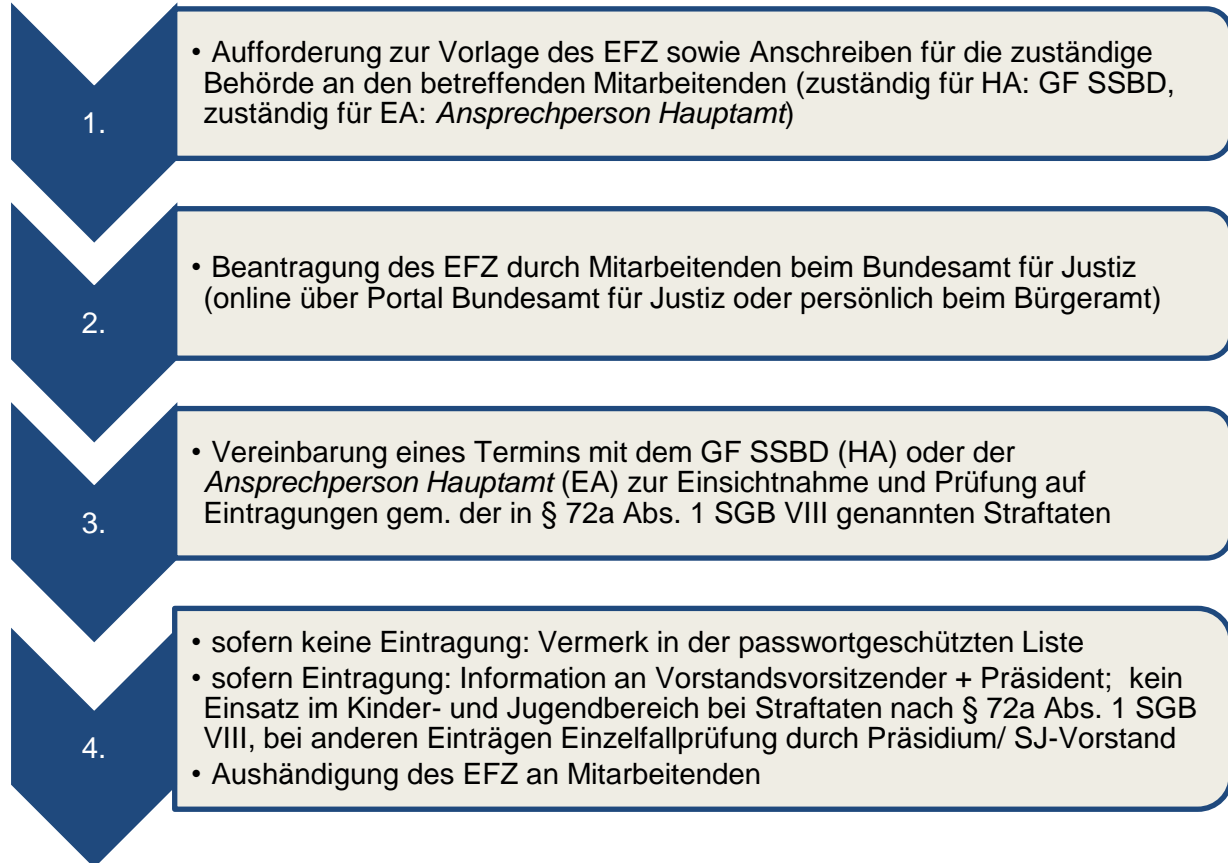 1.
• Aufforderung zur Vorlage des EFZ sowie Anschreiben für die zuständige
Behörde an den betreffenden Mitarbeitenden (zuständig für HA: GF SSBD,
zuständig für EA: Ansprechperson Hauptamt)
2.
• Beantragung des EFZ durch Mitarbeitenden beim Bundesamt für Justiz
(online über Portal Bundesamt für Justiz oder persönlich beim Bürgeramt)
3.
• Vereinbarung eines Termins mit dem GF SSBD (HA) oder der
Ansprechperson Hauptamt (EA) zur Einsichtnahme und Prüfung auf
Eintragungen gem. der in § 72a Abs. 1 SGB VIII genannten Straftaten
4.
• sofern keine Eintragung: Vermerk in der passwortgeschützten Liste
• sofern Eintragung: Information an Vorstandsvorsitzender + Präsident; kein
Einsatz im Kinder- und Jugendbereich bei Straftaten nach § 72a Abs. 1 SGB
VIII, bei anderen Einträgen Einzelfallprüfung durch Präsidium/ SJ-Vorstand
• Aushändigung des EFZ an Mitarbeitenden